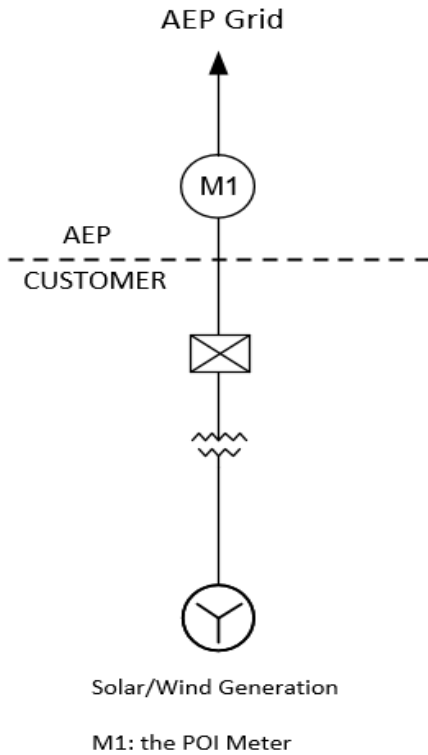 AEP Grid
M1
AEP
CUSTOMER
Solar/Wind Generation
M1: the POI Meter